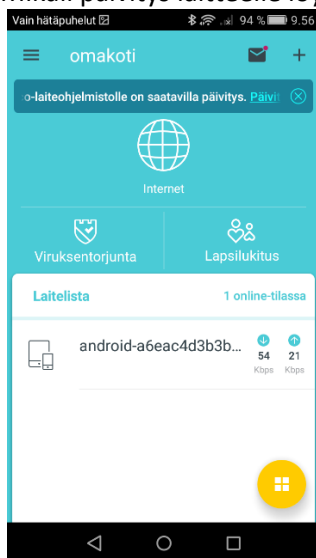 Vain hätäpuhelut 94 % 9.56
omakoti
o-laiteohjelmistolle on saatavilla päivitys. Päivit
Internet
Viruksentorjunta Lapsilukitus
Laitelista 1 online-tilassa
android-a6eac4d3b3b... 54 21
Kbps Kbps